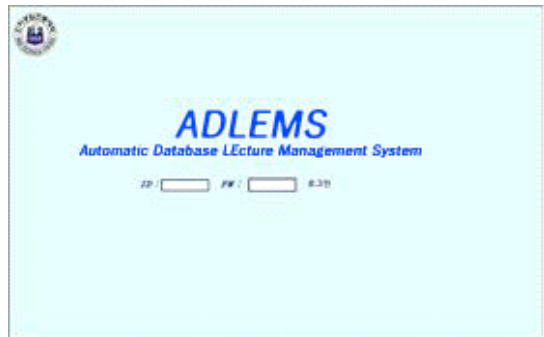 ADLEMS
Automatic Database LEcture Management System
ID : PW : 로그인